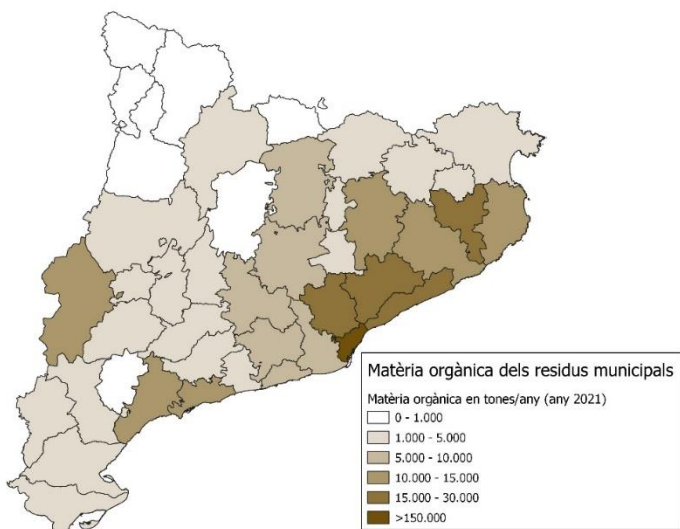 Matèria orgànica dels residus municipals
Matèria orgànica en tones/any (any 2021)
0 - 1.000
1.000 - 5.000
5.000 - 10.000
10.000 - 15.000
15.000 - 30.000
>150.000